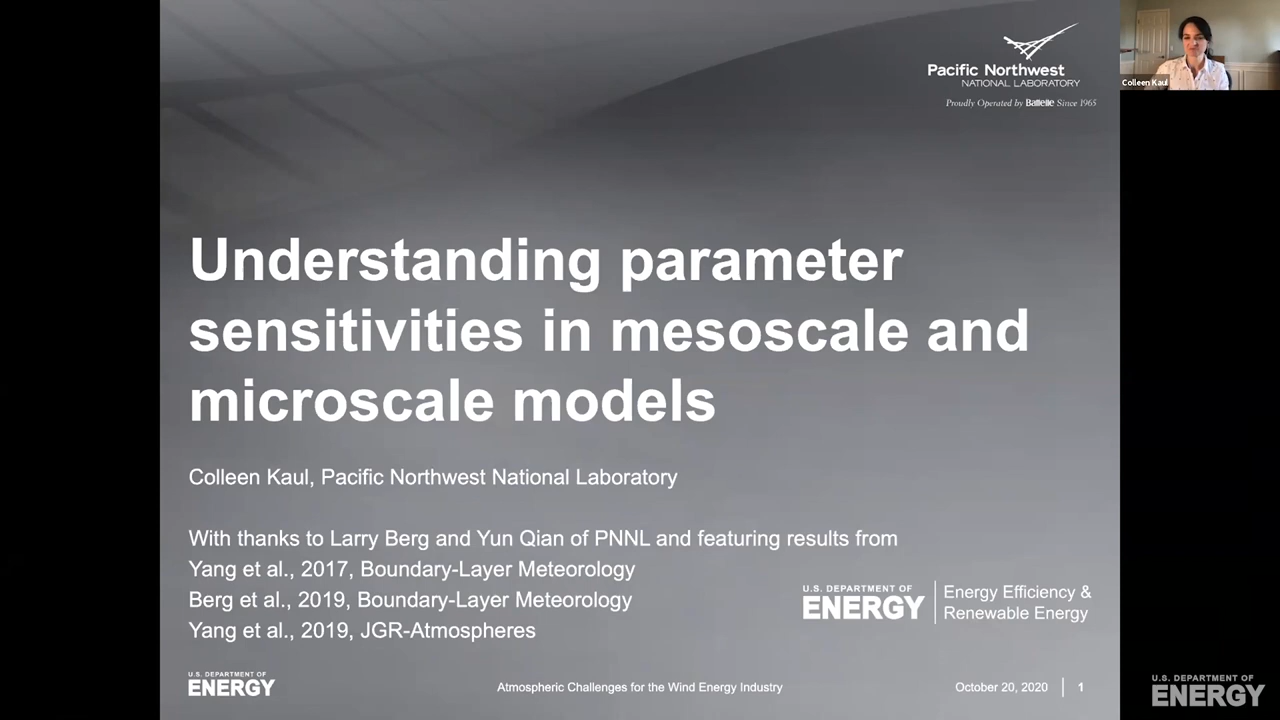 Pacific Northwest
NATIONAL LABORATORY
Proudly Operated by Battelle Since 1965
Colleen Kaul
Understanding parameter
sensitivities in mesoscale and
microscale models
Colleen Kaul, Pacific Northwest National Laboratory
With thanks to Larry Berg and Yun Qian of PNNL and featuring results from
Yang et al., 2017, Boundary-Layer Meteorology
Berg et al., 2019, Boundary-Layer Meteorology
Yang et al., 2019, JGR-Atmospheres
U.S. DEPARTMENT OF
ENERGY
Energy Efficiency &
Renewable Energy
U.S. DEPARTMENT OF
ENERGY
Atmospheric Challenges for the Wind Energy Industry
October 20, 2020 1
U.S. DEPARTMENT OF
ENERGY